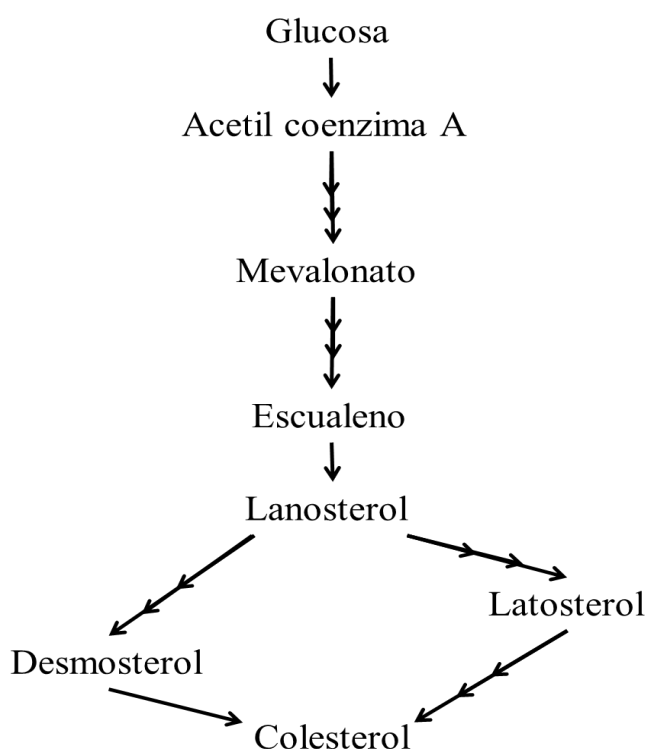 Glucosa
Acetil coenzima A
Mevalonato
Escualeno
Lanosterol
Latosterol
Desmosterol
Colesterol